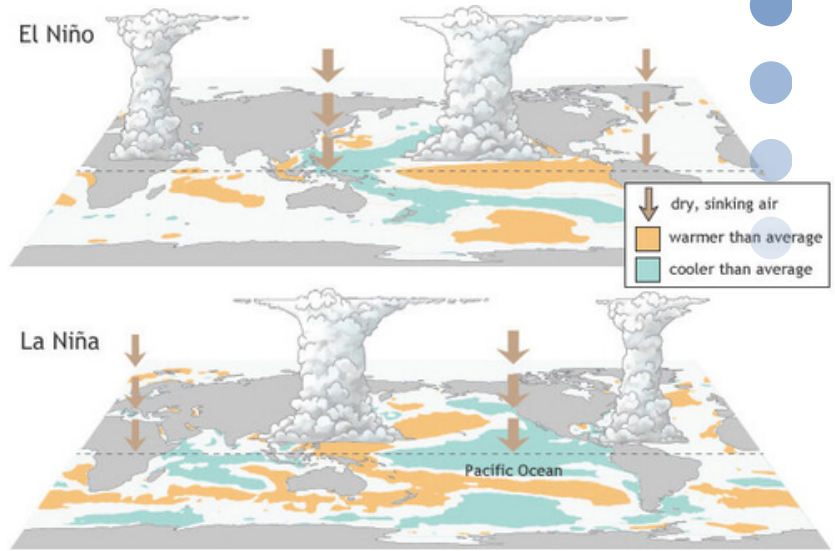 El Niño
dry, sinking air
warmer than average
cooler than average
La Niña
Pacific Ocean